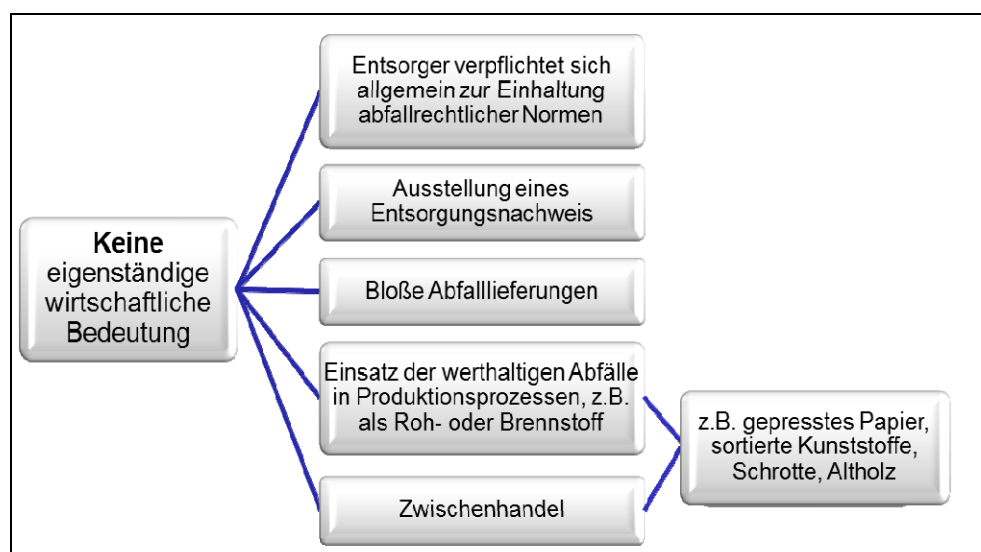 Entsorger verpflichtet sich
allgemein zur Einhaltung
abfallrechtlicher Normen
Ausstellung eines
Entsorgungsnachweis
Keine
eigenständige
wirtschaftliche
Bedeutung
Bloße Abfalllieferungen
Einsatz der werthaltigen Abfälle
in Produktionsprozessen, z.B.
als Roh- oder Brennstoff
z.B. gepresstes Papier,
sortierte Kunststoffe,
Schrotte, Altholz
Zwischenhandel